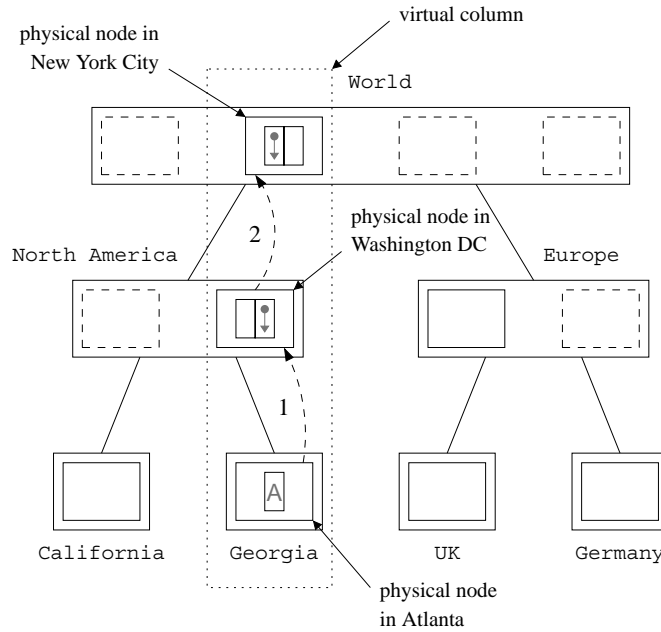 virtual column
physical node in
New York City
World
2
physical node in
Washington DC
North America
Europe
1
A
California
Georgia
UK
Germany
physical node
in Atlanta